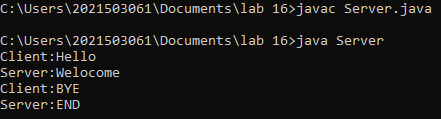 C:\Users\2021503061\Documents\lab 16>javac Server.java
C:\Users\2021503061\Documents\lab 16>java Server
Client:Hello
Server:Welocome
Client:BYE
Server:END